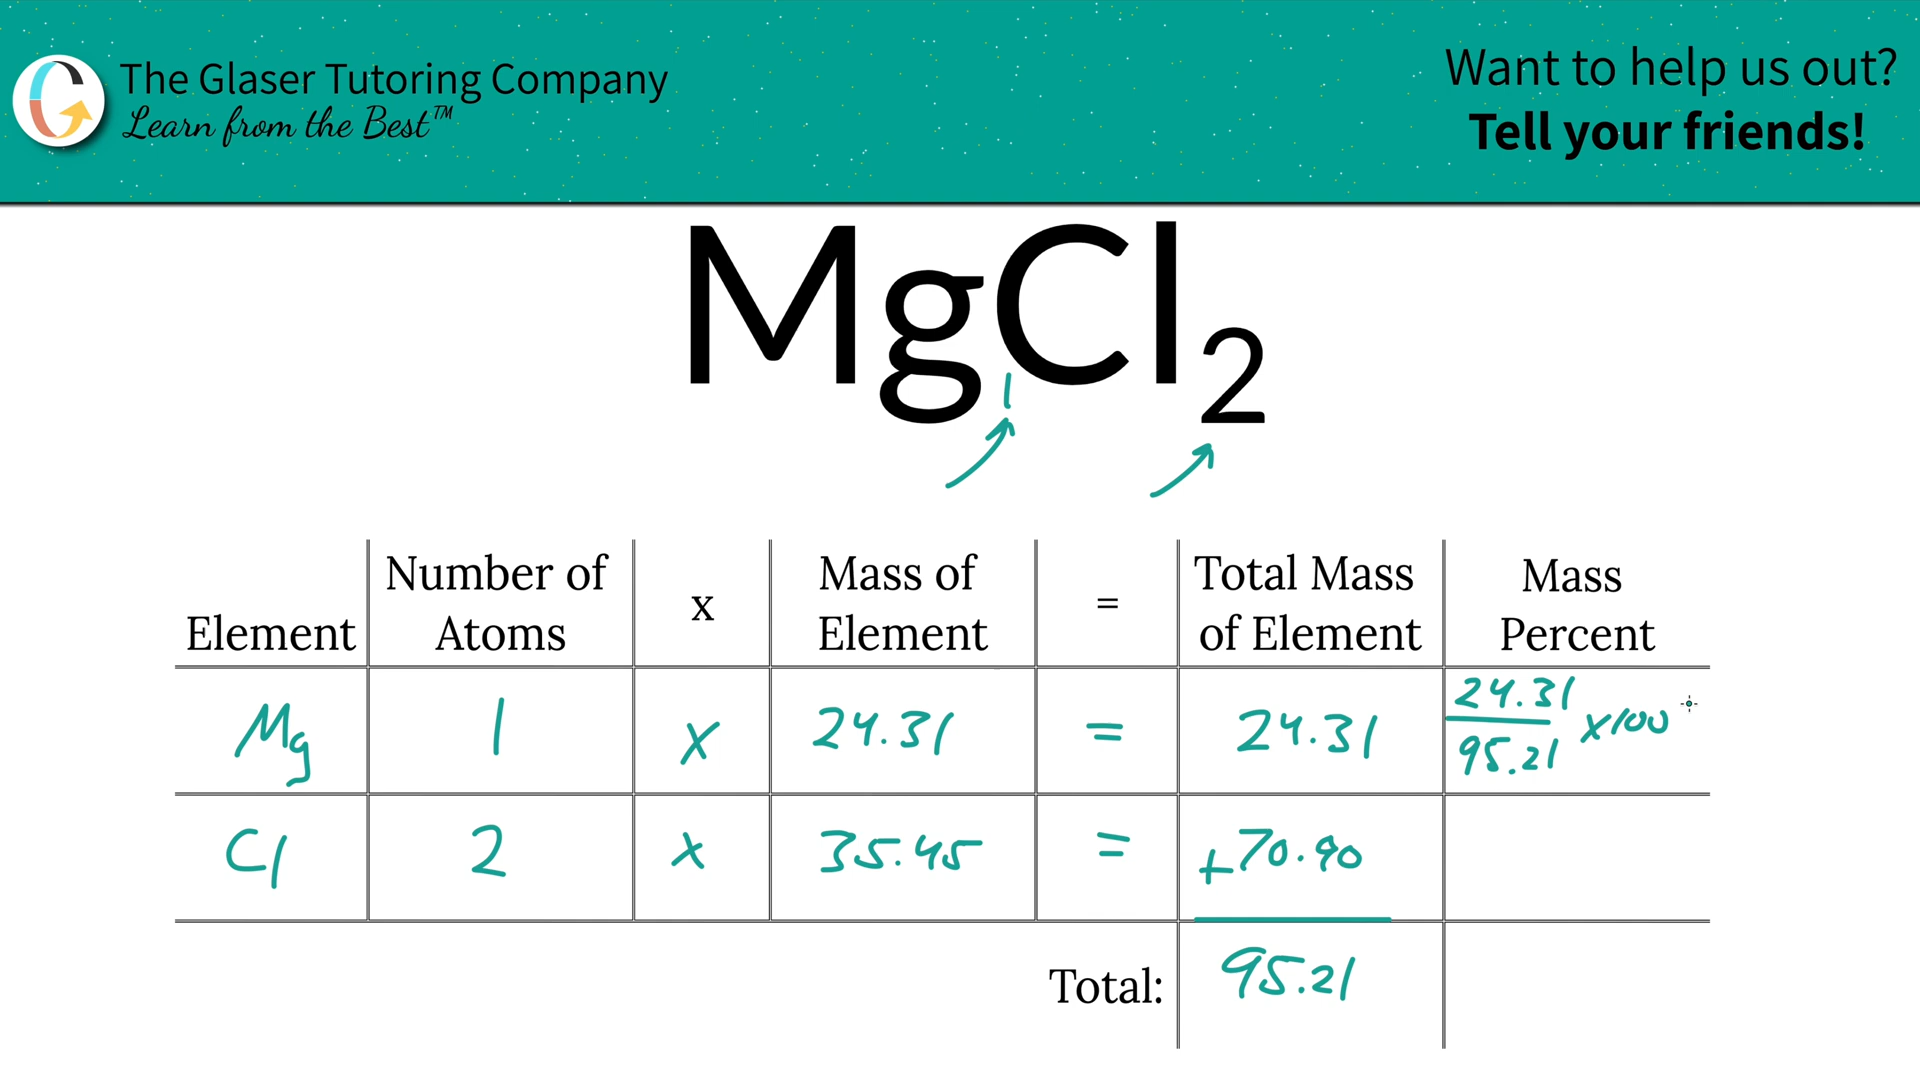 The Glaser Tutoring Company
Learn from the Best™
Want to help us out?
Tell your friends!
MgCl₂
1
Element | Number of Atoms | x | Mass of Element | = | Total Mass of Element | Mass Percent
Mg | 1 | x | 24.31 | = | 24.31 | 24.31/95.21 x100
Cl | 2 | x | 35.45 | = | +70.90
Total: 95.21